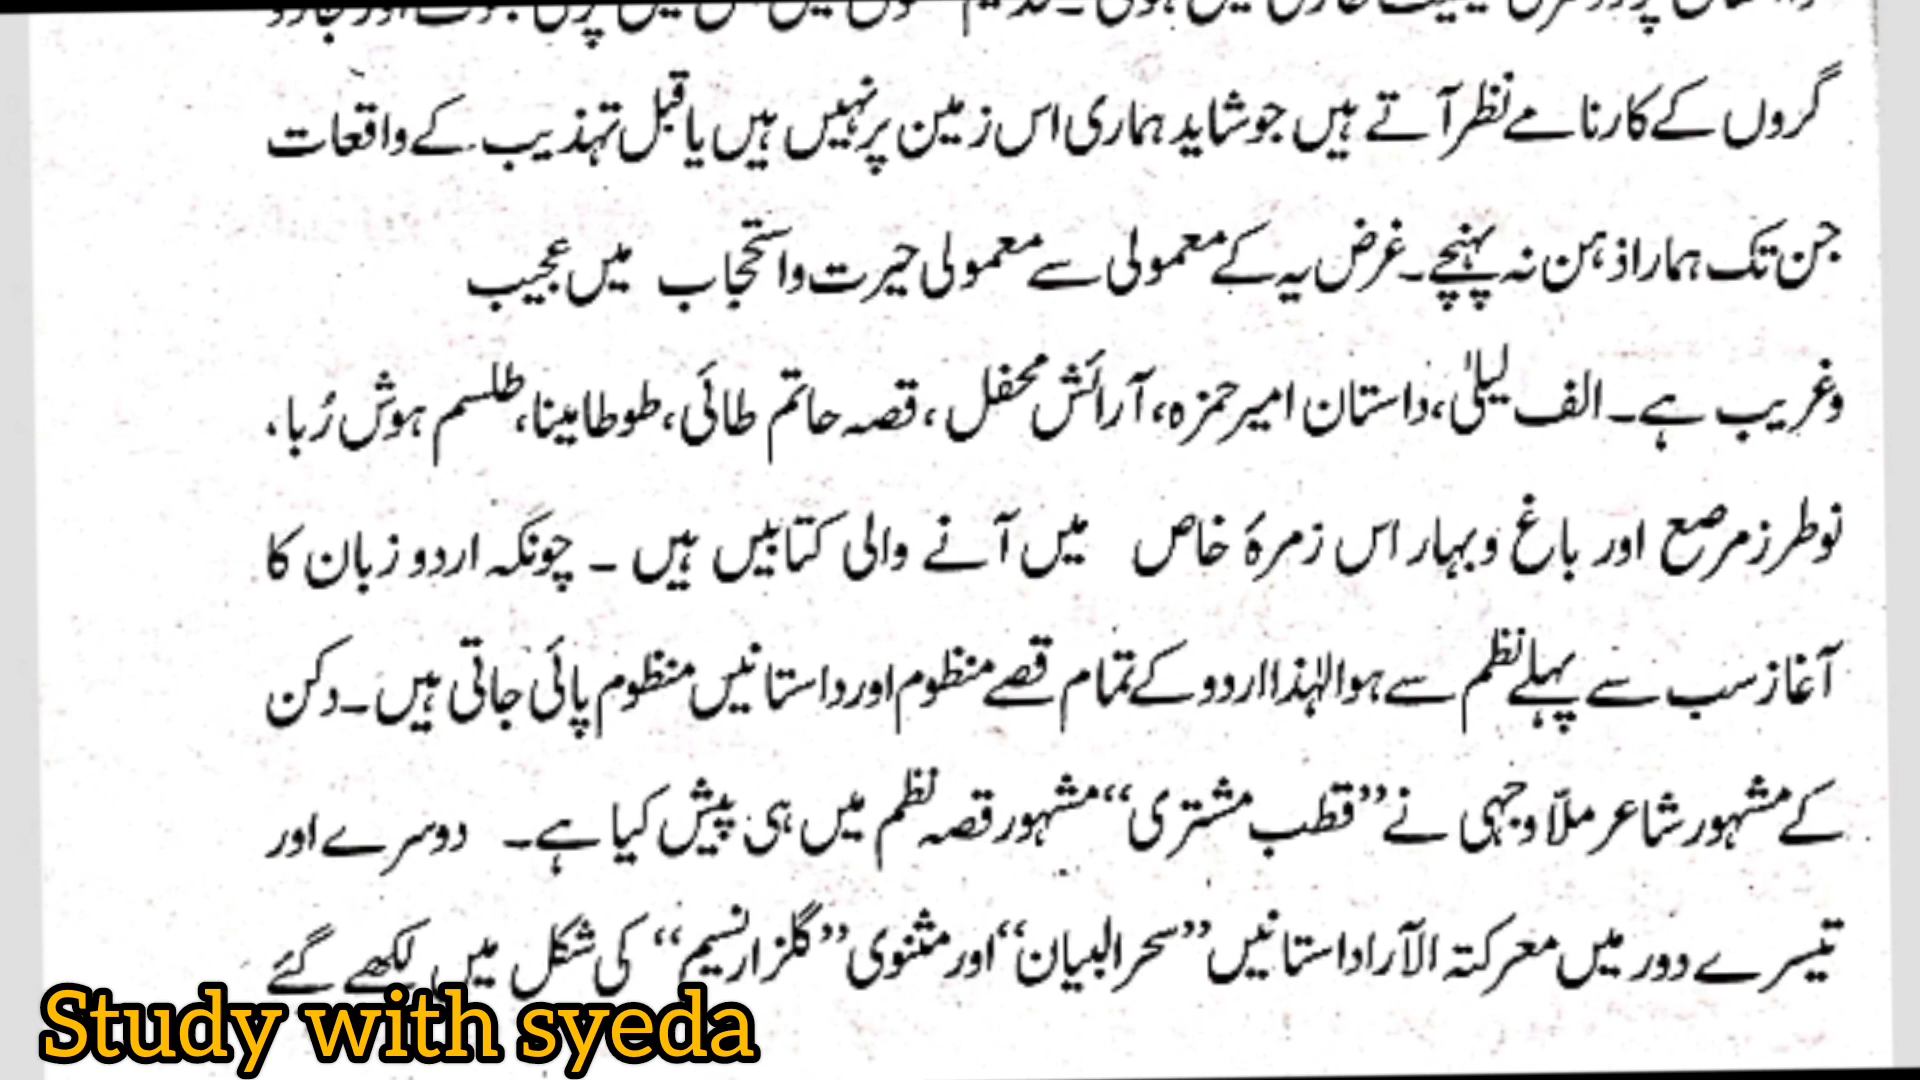 گروں کے کارنامے نظر آتے ہیں جو شاید ہماری اس زمین پر نہیں ہیں یا قبل تہذیب کے واقعات
جن تک ہمارا ذہن نہ پہنچے۔ غرض یہ کے معمولی سے معمولی حیرت و استحجاب میں عجیب
وغریب ہے۔ الف لیلیٰ، داستان امیر حمزہ، آرائش محفل، قصہ حاتم طائی، طوطا مینا، طلسم ہوش رُبا،
نوطرز مرصع اور باغ و بہار اس زمرۂ خاص میں آنے والی کتابیں ہیں ۔ چونکہ اردو زبان کا
آغاز سب سے پہلے نظم سے ہوا لہٰذا اردو کے تمام قصے منظوم اور داستانیں منظوم پائی جاتی ہیں۔ دکن
کے مشہور شاعر ملّا وجہی نے ”قطب مشتری“ مشہور قصہ نظم میں ہی پیش کیا ہے۔ دوسرے اور
تیسرے دور میں معرکتہ الآرا داستانیں ”سحر البیان“ اور مثنوی ”گلزار نسیم“ کی شکل میں لکھے گئے
Study with syeda